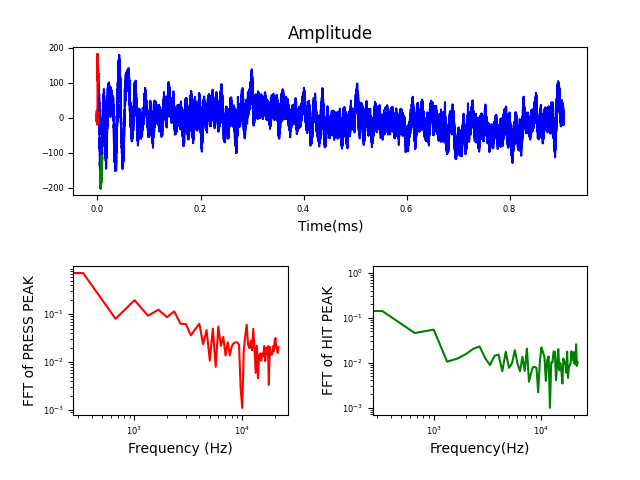 Amplitude
200
100
0
−100
−200
0.0 0.2 0.4 0.6 0.8
Time(ms)
FFT of PRESS PEAK
10⁻¹
10⁻²
10⁻³
10³ 10⁴
Frequency (Hz)
FFT of HIT PEAK
10⁰
10⁻¹
10⁻²
10⁻³
10³ 10⁴
Frequency(Hz)